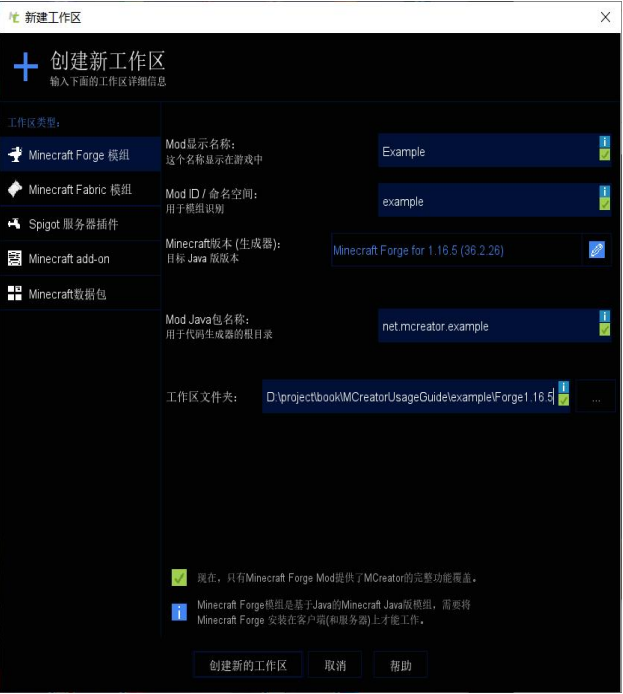 新建工作区
创建新工作区
输入下面的工作区详细信息
工作区类型:
Minecraft Forge 模组
Minecraft Fabric 模组
Spigot 服务器插件
Minecraft add-on
Minecraft数据包
Mod显示名称:
这个名称显示在游戏中
Example
Mod ID / 命名空间:
用于模组识别
example
Minecraft版本 (生成器):
目标 Java 版版本
Minecraft Forge for 1.16.5 (36.2.26)
Mod Java包名称:
用于代码生成器的根目录
net.mcreator.example
工作区文件夹:
D:\project\book\MCreatorUsageGuide\example\Forge1.16.5
...
现在，只有Minecraft Forge Mod提供了MCreator的完整功能覆盖。
Minecraft Forge模组是基于Java的Minecraft Java版模组，需要将
Minecraft Forge 安装在客户端(和服务器)上才能工作。
创建新的工作区
取消
帮助